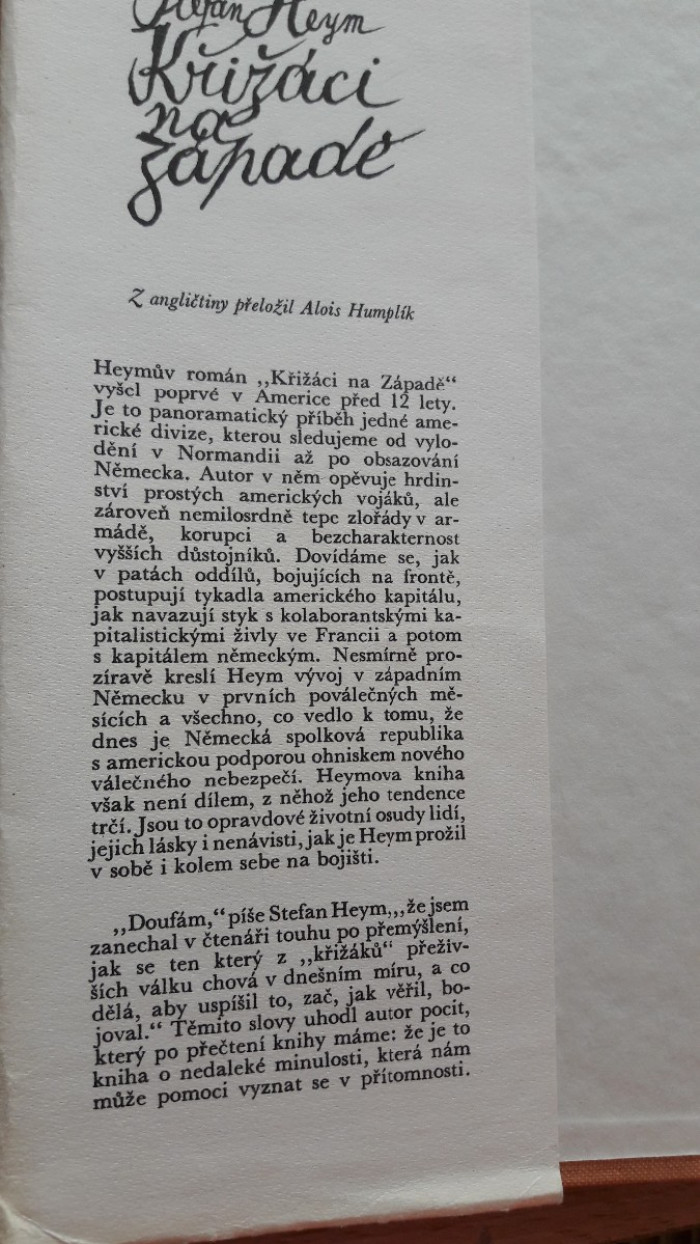 Stefan Heym
Křižáci
na
západě
Z angličtiny přeložil Alois Humplík
Heymův román ,,Křižáci na Západě“
vyšel poprvé v Americe před 12 lety.
Je to panoramatický příběh jedné ame-
rické divize, kterou sledujeme od vylo-
dění v Normandii až po obsazování
Německa. Autor v něm opěvuje hrdin-
ství prostých amerických vojáků, ale
zároveň nemilosrdně tepe zlořády v ar-
mádě, korupci a bezcharakternost
vyšších důstojníků. Dovídáme se, jak
v patách oddílů, bojujících na frontě,
postupují tykadla amerického kapitálu,
jak navazují styk s kolaborantskými ka-
pitalistickými živly ve Francii a potom
s kapitálem německým. Nesmírně pro-
zíravě kreslí Heym vývoj v západním
Německu v prvních poválečných mě-
sících a všechno, co vedlo k tomu, že
dnes je Německá spolková republika
s americkou podporou ohniskem nového
válečného nebezpečí. Heymova kniha
však není dílem, z něhož jeho tendence
trčí. Jsou to opravdové životní osudy lidí,
jejich lásky i nenávisti, jak je Heym prožil
v sobě i kolem sebe na bojišti.
,,Doufám,“ píše Stefan Heym,,,že jsem
zanechal v čtenáři touhu po přemýšlení,
jak se ten který z ,,křižáků“ přeživ-
ších válku chová v dnešním míru, a co
dělá, aby uspíšil to, zač, jak věřil, bo-
joval.“ Těmito slovy uhodl autor pocit,
který po přečtení knihy máme: že je to
kniha o nedaleké minulosti, která nám
může pomoci vyznat se v přítomnosti.